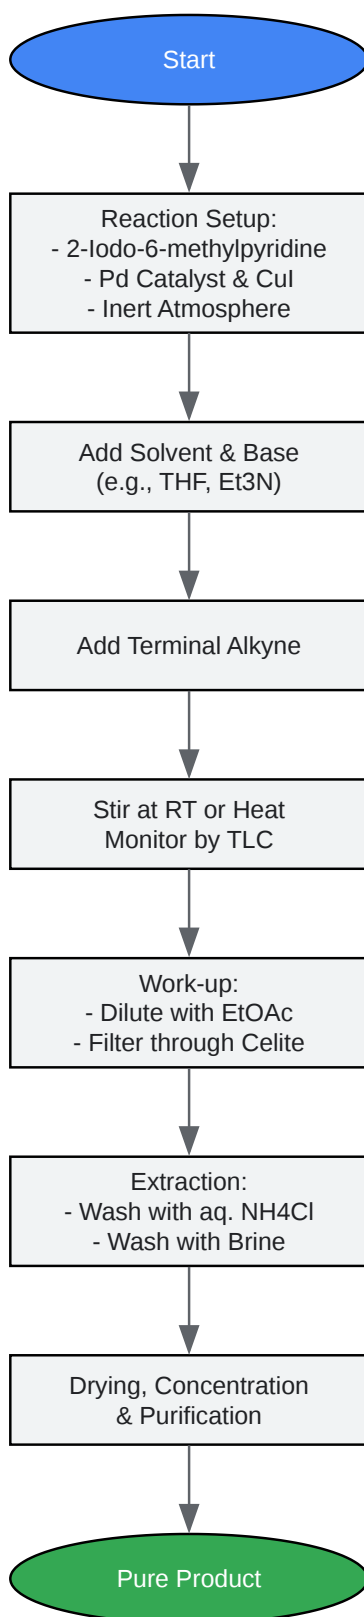 Start
Reaction Setup:
- 2-Iodo-6-methylpyridine
- Pd Catalyst & CuI
- Inert Atmosphere
Add Solvent & Base
(e.g., THF, Et3N)
Add Terminal Alkyne
Stir at RT or Heat
Monitor by TLC
Work-up:
- Dilute with EtOAc
- Filter through Celite
Extraction:
- Wash with aq. NH4Cl
- Wash with Brine
Drying, Concentration
& Purification
Pure Product